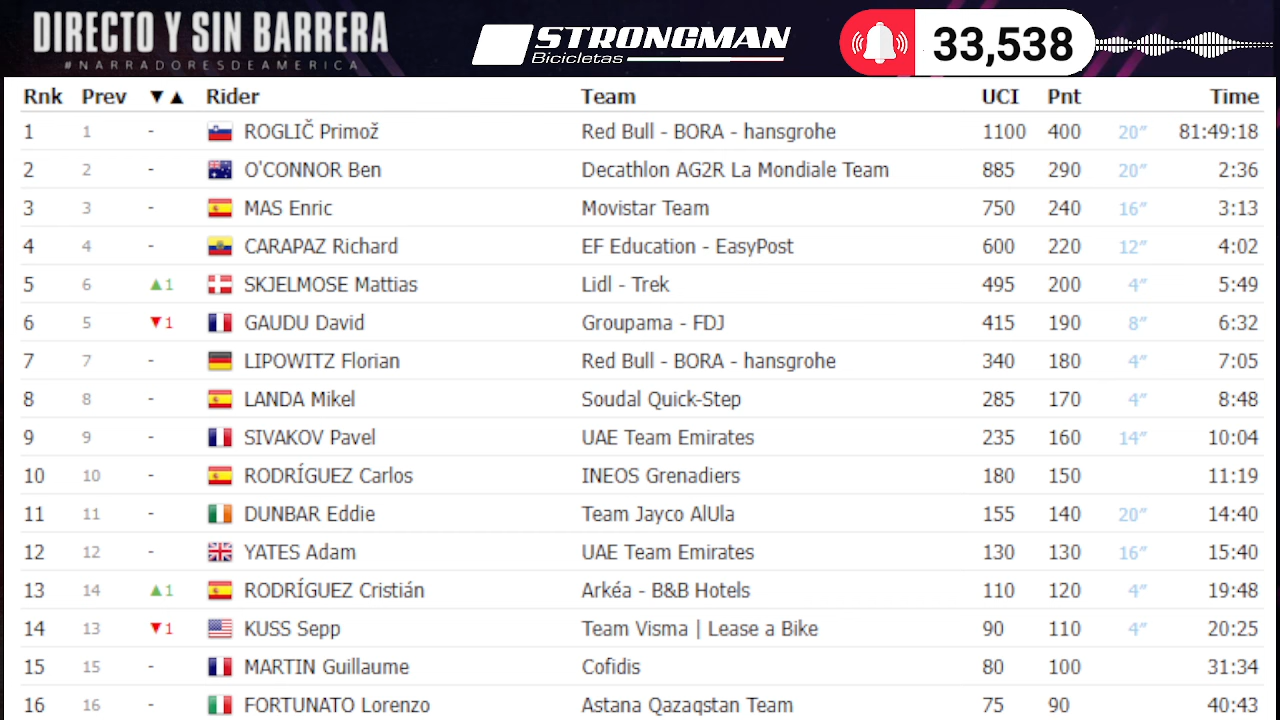 DIRECTO Y SIN BARRERA
#NARRADORESDEAMERICA
STRONGMAN
Bicicletas
33,538
Rnk Prev ▼▲ Rider Team UCI Pnt Time
1 1 - ROGLIČ Primož Red Bull - BORA - hansgrohe 1100 400 20″ 81:49:18
2 2 - O'CONNOR Ben Decathlon AG2R La Mondiale Team 885 290 20″ 2:36
3 3 - MAS Enric Movistar Team 750 240 16″ 3:13
4 4 - CARAPAZ Richard EF Education - EasyPost 600 220 12″ 4:02
5 6 ▲1 SKJELMOSE Mattias Lidl - Trek 495 200 4″ 5:49
6 5 ▼1 GAUDU David Groupama - FDJ 415 190 8″ 6:32
7 7 - LIPOWITZ Florian Red Bull - BORA - hansgrohe 340 180 4″ 7:05
8 8 - LANDA Mikel Soudal Quick-Step 285 170 4″ 8:48
9 9 - SIVAKOV Pavel UAE Team Emirates 235 160 14″ 10:04
10 10 - RODRÍGUEZ Carlos INEOS Grenadiers 180 150 11:19
11 11 - DUNBAR Eddie Team Jayco AlUla 155 140 20″ 14:40
12 12 - YATES Adam UAE Team Emirates 130 130 16″ 15:40
13 14 ▲1 RODRÍGUEZ Cristián Arkéa - B&B Hotels 110 120 4″ 19:48
14 13 ▼1 KUSS Sepp Team Visma | Lease a Bike 90 110 4″ 20:25
15 15 - MARTIN Guillaume Cofidis 80 100 31:34
16 16 - FORTUNATO Lorenzo Astana Qazaqstan Team 75 90 40:43